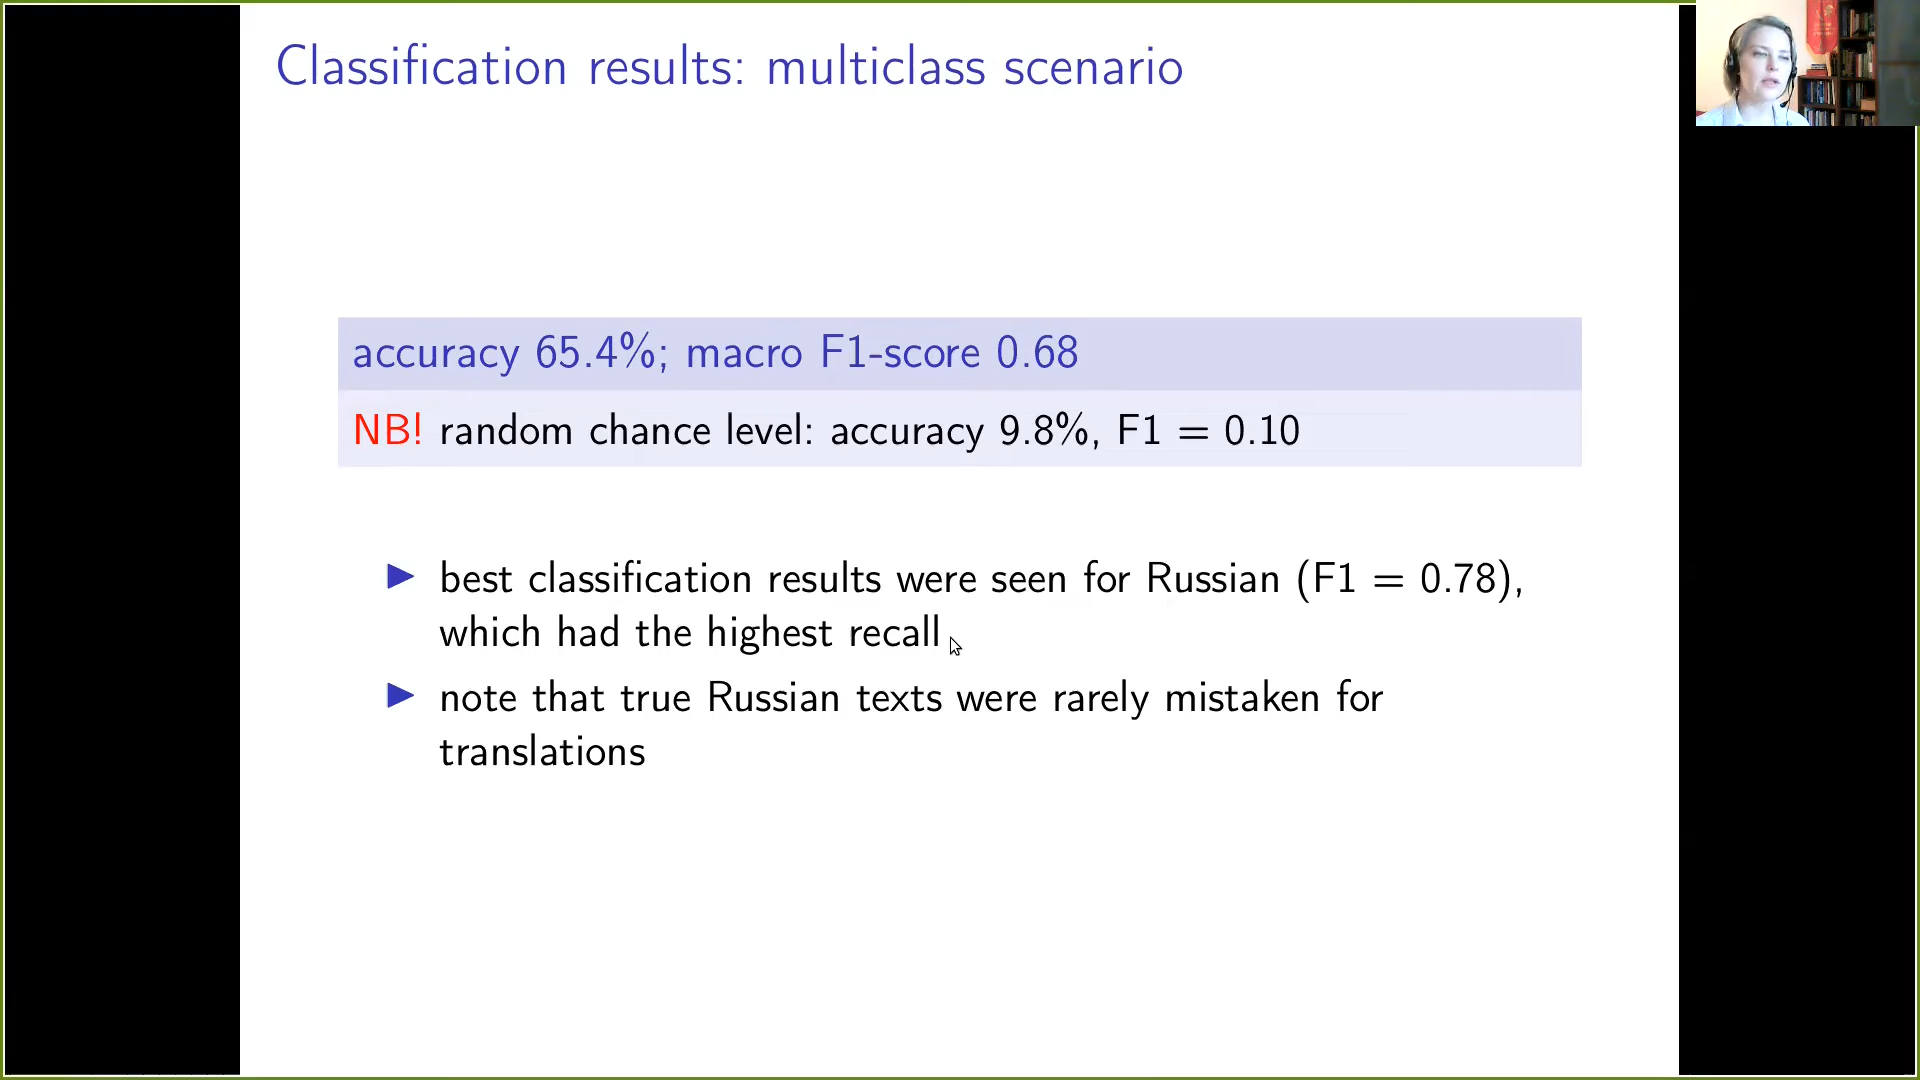 Classification results: multiclass scenario
accuracy 65.4%; macro F1-score 0.68
NB! random chance level: accuracy 9.8%, F1 = 0.10
best classification results were seen for Russian (F1 = 0.78),
which had the highest recall
note that true Russian texts were rarely mistaken for
translations